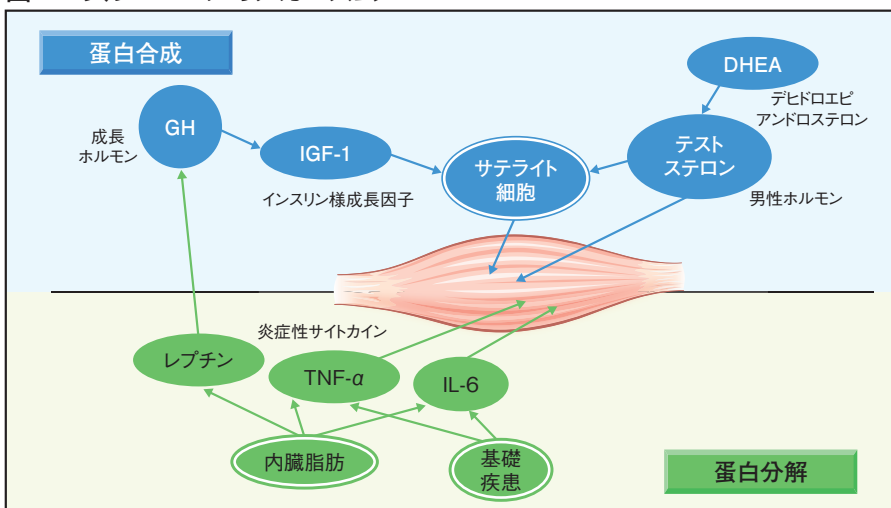 蛋白合成
DHEA
デヒドロエピ
アンドロステロン
GH
成長
ホルモン
IGF-1
インスリン様成長因子
サテライト
細胞
テスト
ステロン
男性ホルモン
炎症性サイトカイン
レプチン
TNF-α
IL-6
内臓脂肪
基礎
疾患
蛋白分解